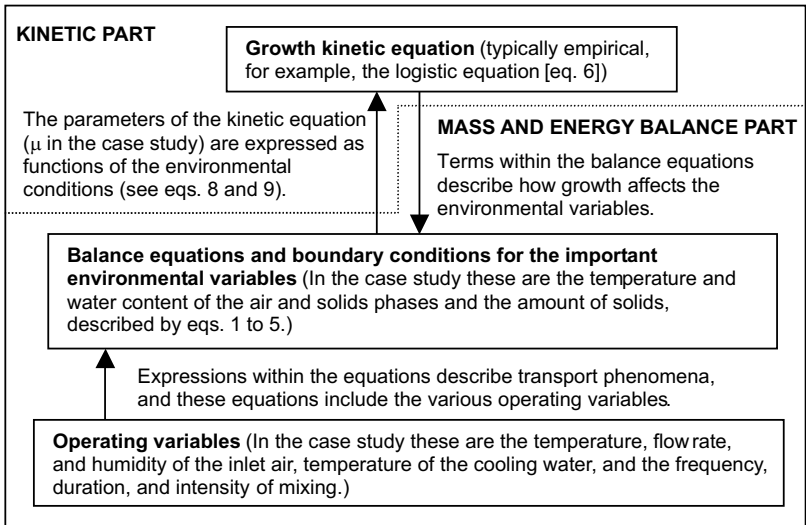 KINETIC PART
Growth kinetic equation (typically empirical,
for example, the logistic equation [eq. 6])
The parameters of the kinetic equation
(μ in the case study) are expressed as
functions of the environmental
conditions (see eqs. 8 and 9).
MASS AND ENERGY BALANCE PART
Terms within the balance equations
describe how growth affects the
environmental variables.
Balance equations and boundary conditions for the important
environmental variables (In the case study these are the temperature and
water content of the air and solids phases and the amount of solids,
described by eqs. 1 to 5.)
Expressions within the equations describe transport phenomena,
and these equations include the various operating variables.
Operating variables (In the case study these are the temperature, flow rate,
and humidity of the inlet air, temperature of the cooling water, and the frequency,
duration, and intensity of mixing.)